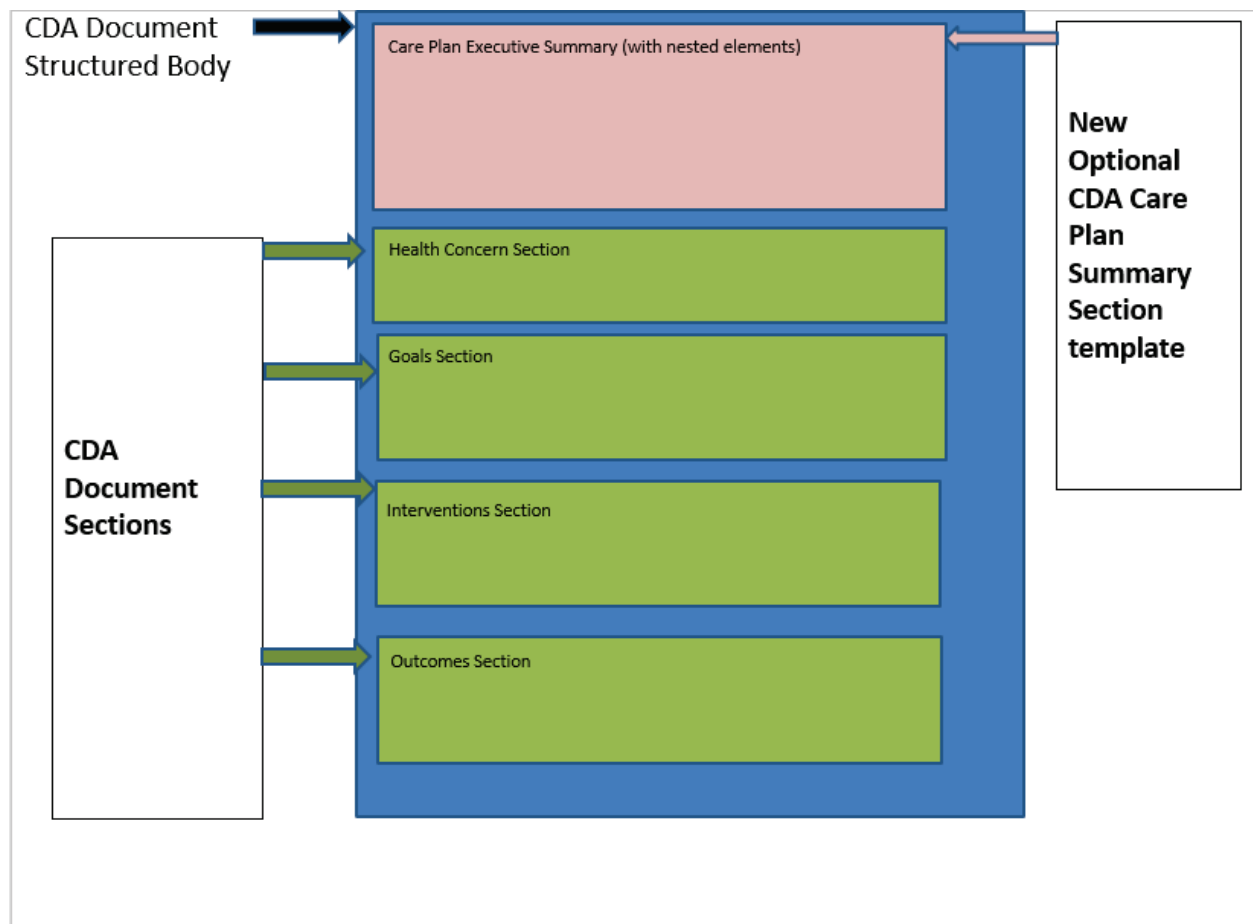 CDA Document
Structured Body
Care Plan Executive Summary (with nested elements)
New
Optional
CDA Care
Plan
Summary
Section
template
Health Concern Section
Goals Section
CDA
Document
Sections
Interventions Section
Outcomes Section